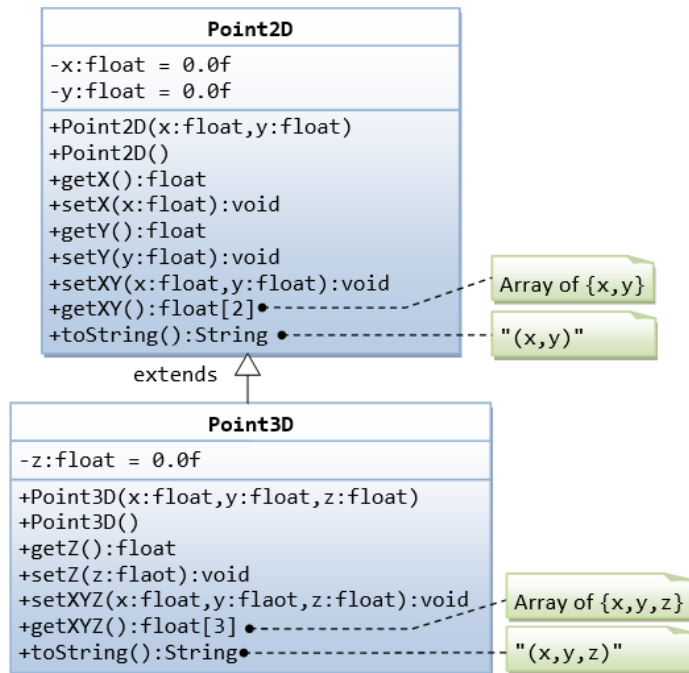 Point2D
-x:float = 0.0f
-y:float = 0.0f
+Point2D(x:float,y:float)
+Point2D()
+getX():float
+setX(x:float):void
+getY():float
+setY(y:float):void
+setXY(x:float,y:float):void
+getXY():float[2]
Array of {x,y}
+toString():String
"(x,y)"
extends
Point3D
-z:float = 0.0f
+Point3D(x:float,y:float,z:float)
+Point3D()
+getZ():float
+setZ(z:flaot):void
+setXYZ(x:float,y:flaot,z:float):void
+getXYZ():float[3]
Array of {x,y,z}
+toString():String
"(x,y,z)"